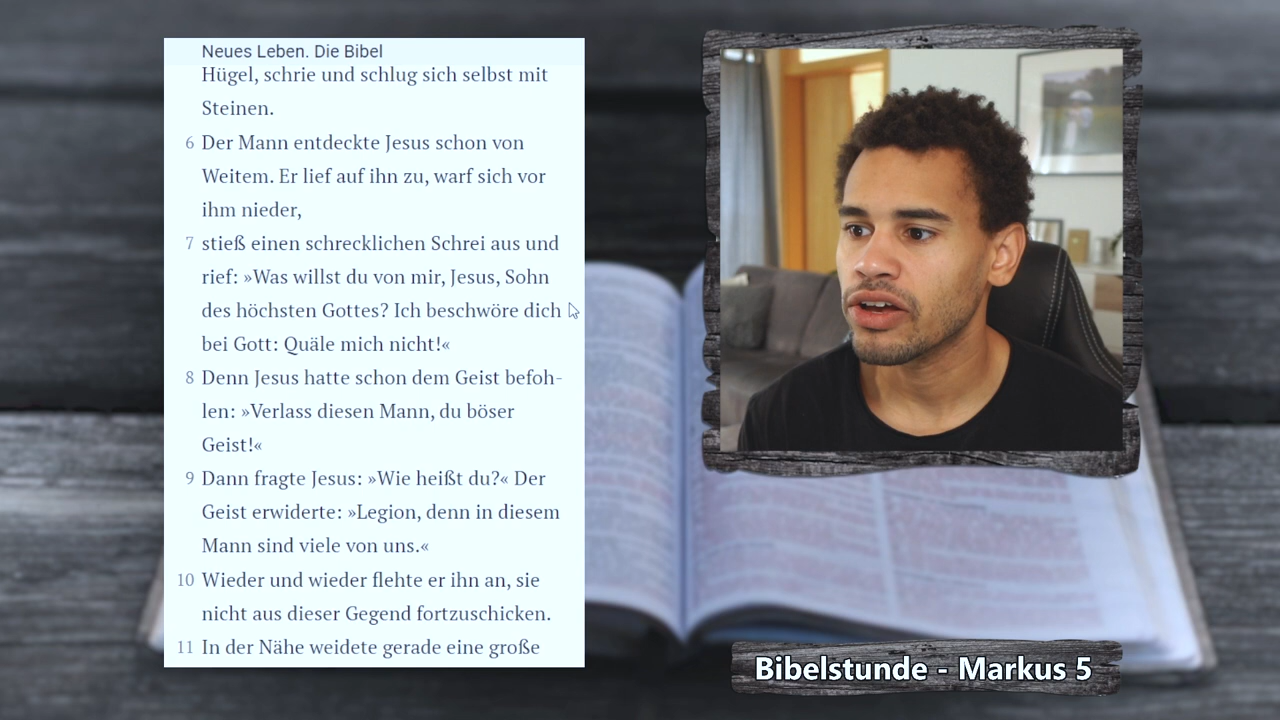 Neues Leben. Die Bibel
Hügel, schrie und schlug sich selbst mit
Steinen.
6 Der Mann entdeckte Jesus schon von
Weitem. Er lief auf ihn zu, warf sich vor
ihm nieder,
7 stieß einen schrecklichen Schrei aus und
rief: »Was willst du von mir, Jesus, Sohn
des höchsten Gottes? Ich beschwöre dich
bei Gott: Quäle mich nicht!«
8 Denn Jesus hatte schon dem Geist befoh-
len: »Verlass diesen Mann, du böser
Geist!«
9 Dann fragte Jesus: »Wie heißt du?« Der
Geist erwiderte: »Legion, denn in diesem
Mann sind viele von uns.«
10 Wieder und wieder flehte er ihn an, sie
nicht aus dieser Gegend fortzuschicken.
11 In der Nähe weidete gerade eine große
Bibelstunde - Markus 5